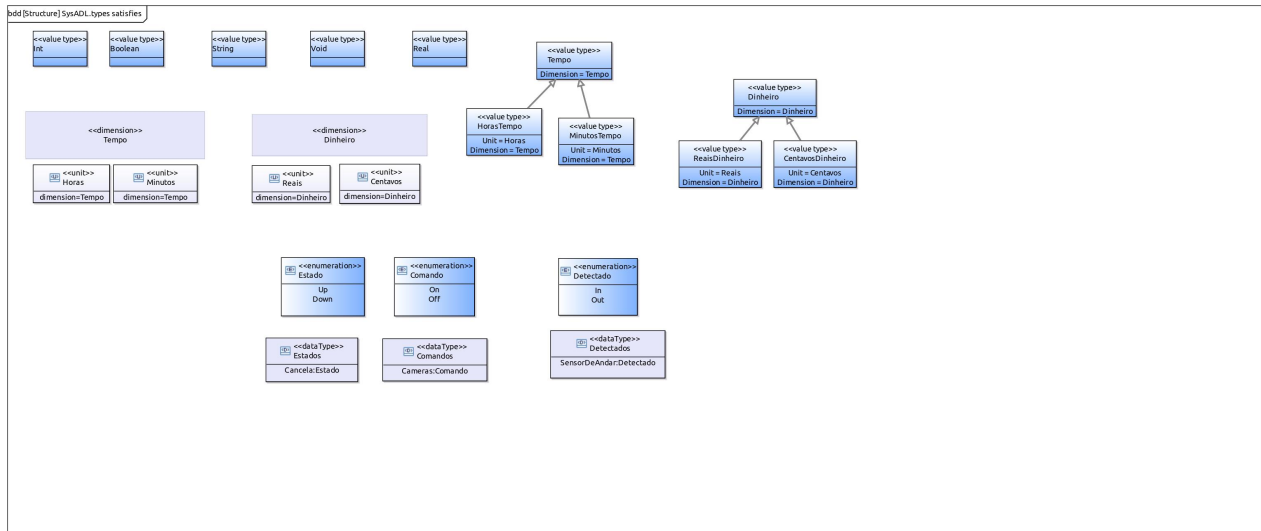 bdd [Structure] SysADL.types satisfies
<<value type>>
Int
<<value type>>
Boolean
<<value type>>
String
<<value type>>
Void
<<value type>>
Real
<<value type>>
Tempo
Dimension = Tempo
<<value type>>
HorasTempo
Unit = Horas
Dimension = Tempo
<<value type>>
MinutosTempo
Unit = Minutos
Dimension = Tempo
<<value type>>
Dinheiro
Dimension = Dinheiro
<<value type>>
ReaisDinheiro
Unit = Reais
Dimension = Dinheiro
<<value type>>
CentavosDinheiro
Unit = Centavos
Dimension = Dinheiro
<<dimension>>
Tempo
<<dimension>>
Dinheiro
<<unit>>
Horas
dimension=Tempo
<<unit>>
Minutos
dimension=Tempo
<<unit>>
Reais
dimension=Dinheiro
<<unit>>
Centavos
dimension=Dinheiro
<<enumeration>>
Estado
Up
Down
<<enumeration>>
Comando
On
Off
<<enumeration>>
Detectado
In
Out
<<dataType>>
Estados
Cancela:Estado
<<dataType>>
Comandos
Cameras:Comando
<<dataType>>
Detectados
SensorDeAndar:Detectado